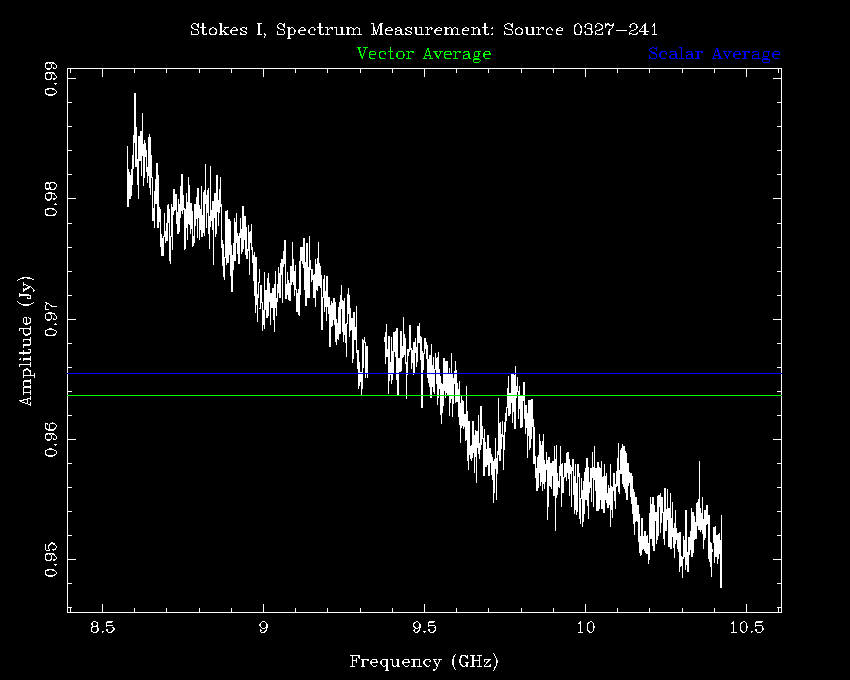 Stokes I, Spectrum Measurement: Source 0327-241
Vector Average Scalar Average
0.99
0.98
0.97
0.96
0.95
Amplitude (Jy)
8.5 9 9.5 10 10.5
Frequency (GHz)